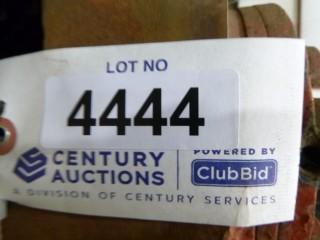 LOT NO
4444
CENTURY
AUCTIONS
POWERED BY
ClubBid
A DIVISION OF CENTURY SERVICES